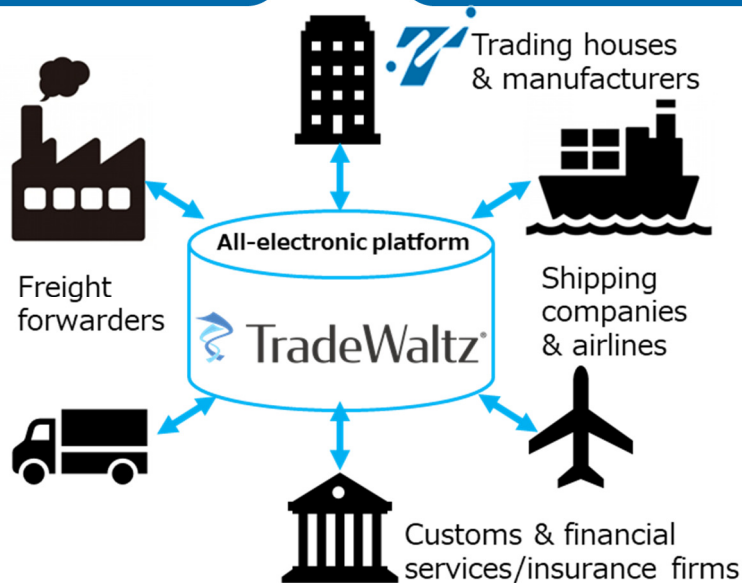 Trading houses
& manufacturers
All-electronic platform
Freight
forwarders
TradeWaltz®
Shipping
companies
& airlines
Customs & financial
services/insurance firms